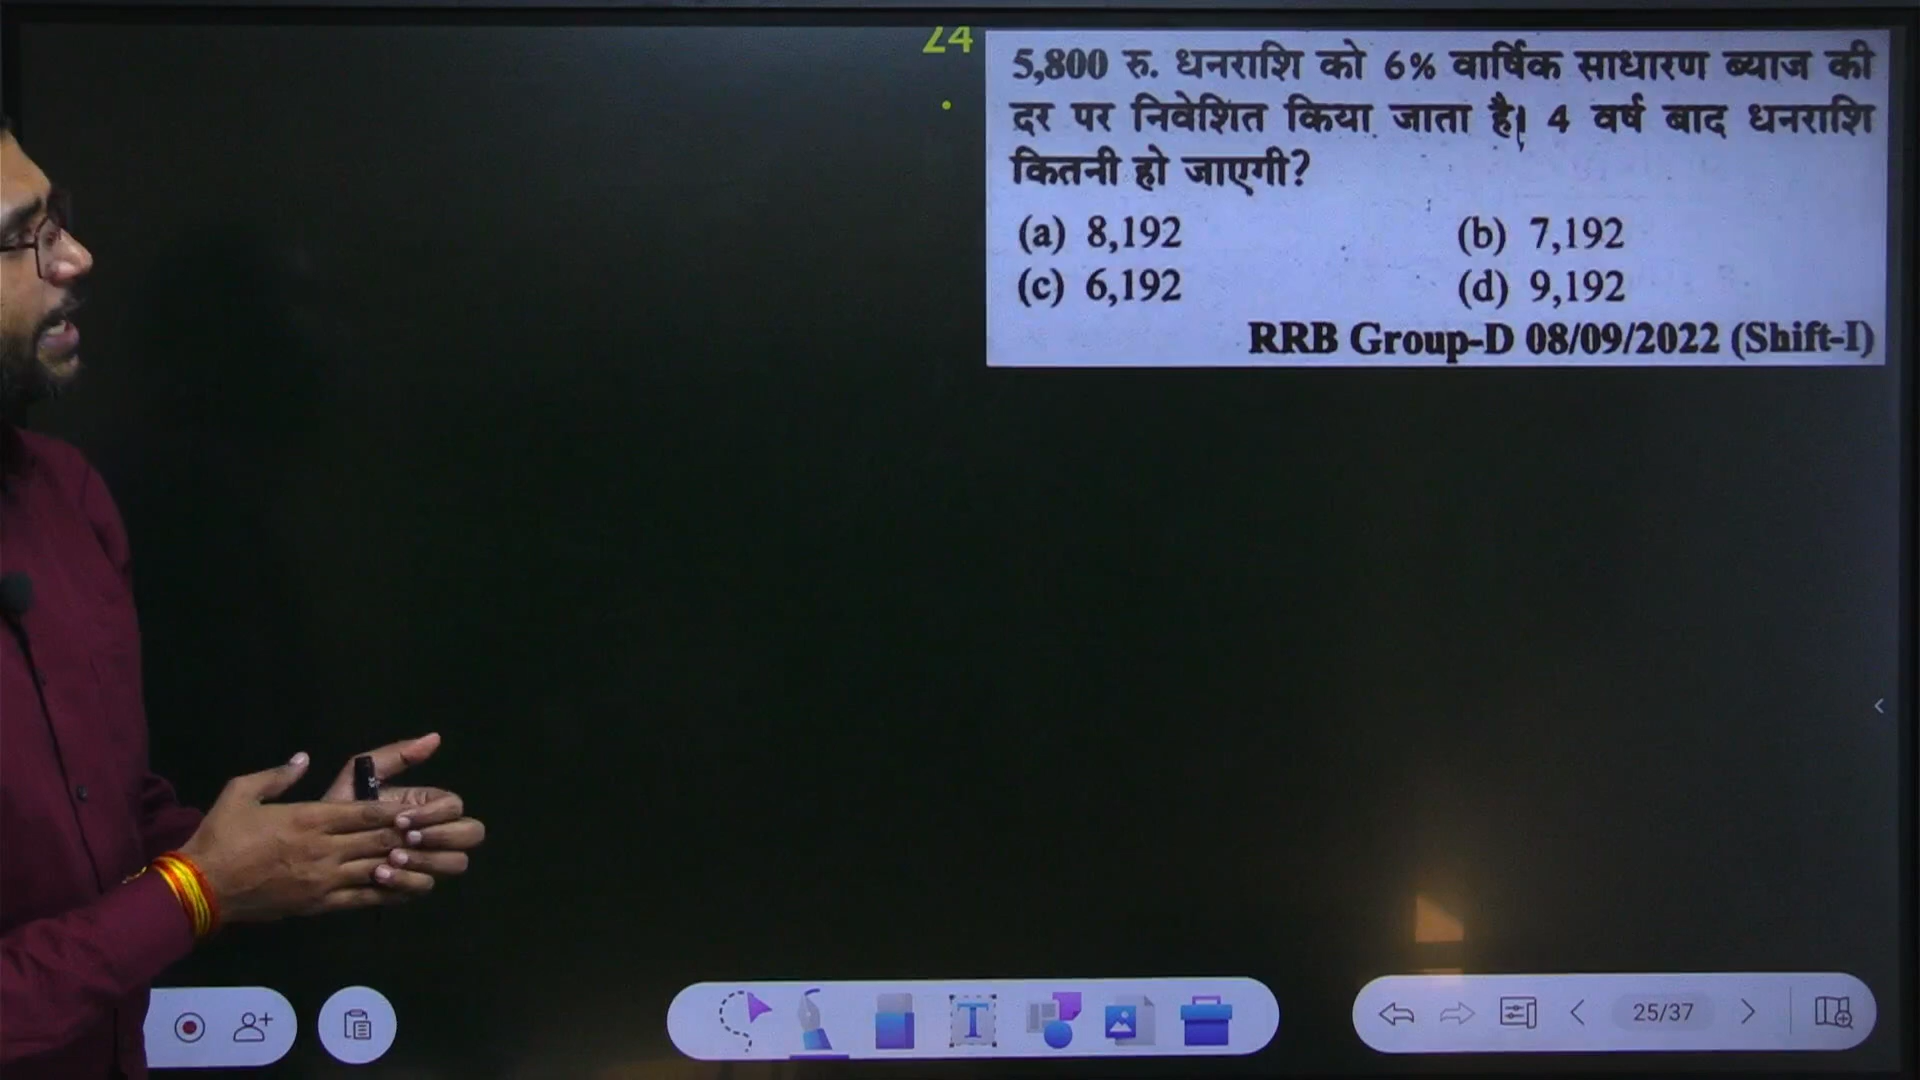 24
5,800 रु. धनराशि को 6% वार्षिक साधारण ब्याज की
दर पर निवेशित किया जाता है। 4 वर्ष बाद धनराशि
कितनी हो जाएगी?
(a) 8,192 (b) 7,192
(c) 6,192 (d) 9,192
RRB Group-D 08/09/2022 (Shift-I)
T
25/37